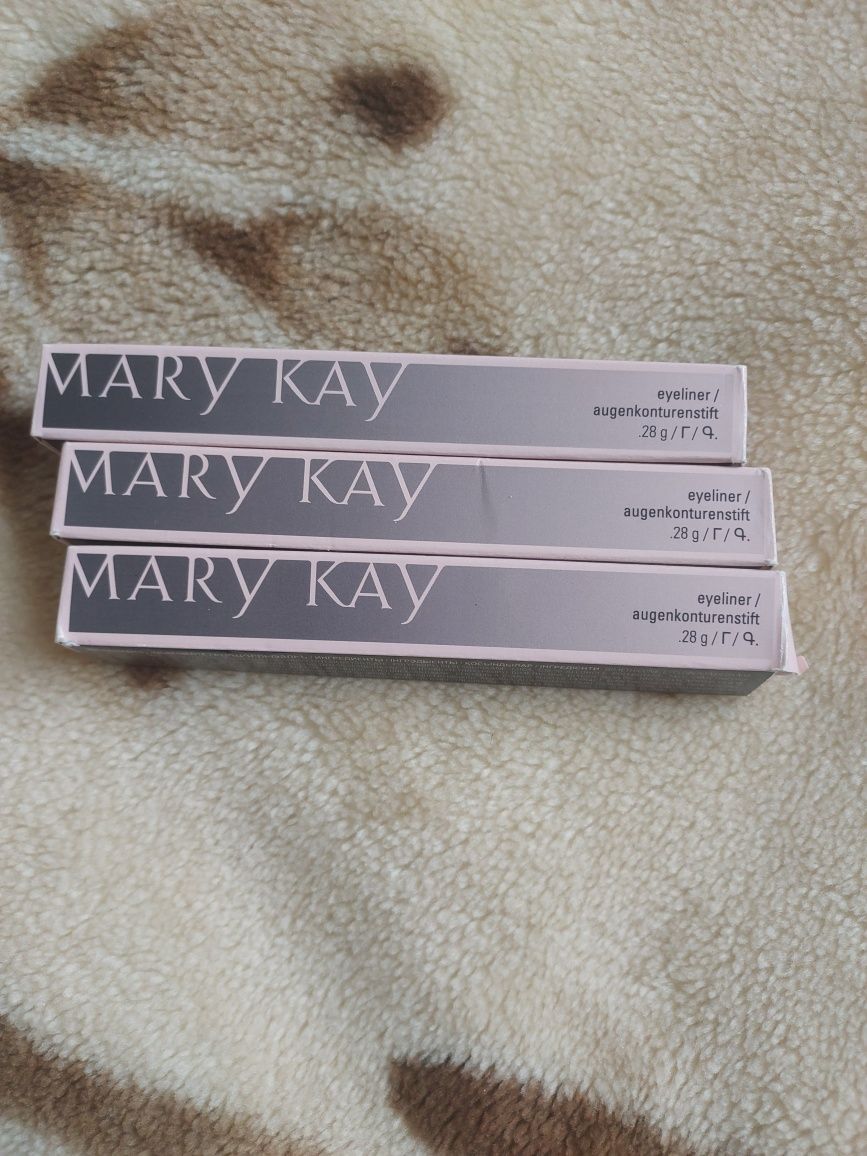 MARY KAY
eyeliner /
augenkonturenstift
.28 g / Г / Գ.
MARY KAY
eyeliner /
augenkonturenstift
.28 g / Г / Գ.
MARY KAY
eyeliner /
augenkonturenstift
.28 g / Г / Գ.